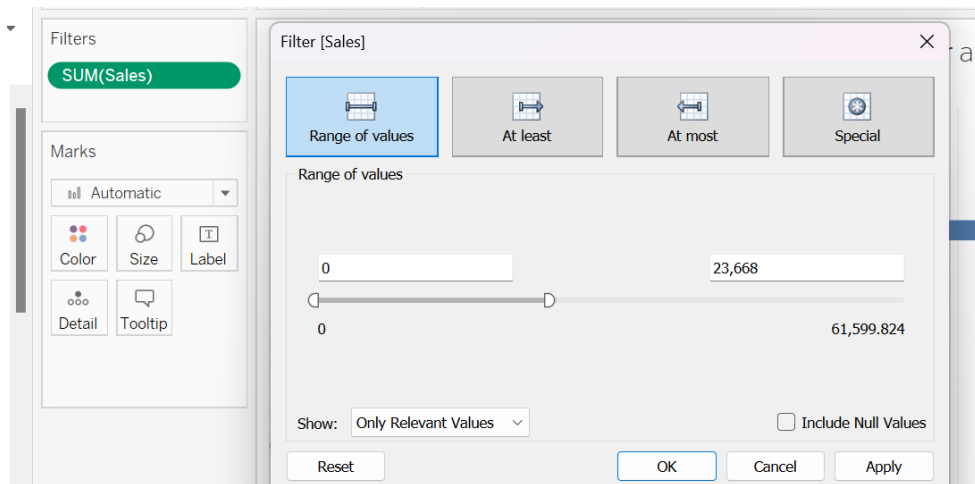 Filters
SUM(Sales)
Marks
Automatic
Color Size Label
Detail Tooltip
Filter [Sales]
Range of values At least At most Special
Range of values
0 23,668
0 61,599.824
Show: Only Relevant Values Include Null Values
Reset OK Cancel Apply